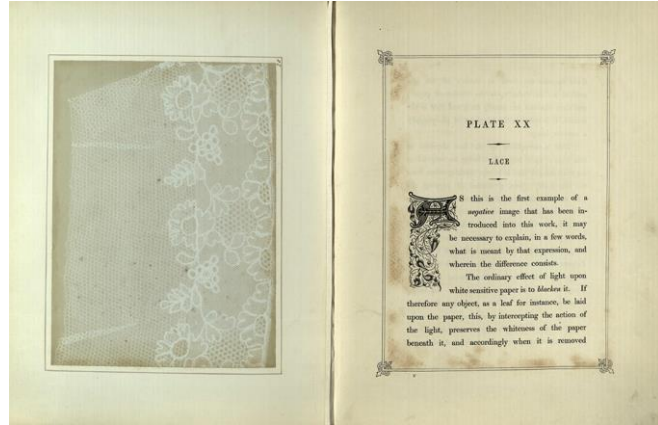 PLATE XX
LACE
AS this is the first example of a
negative image that has been in-
troduced into this work, it may
be necessary to explain, in a few words,
what is meant by that expression, and
wherein the difference consists.
The ordinary effect of light upon
white sensitive paper is to blacken it. If
therefore any object, as a leaf for instance, be laid
upon the paper, this, by intercepting the action of
the light, preserves the whiteness of the paper
beneath it, and accordingly when it is removed